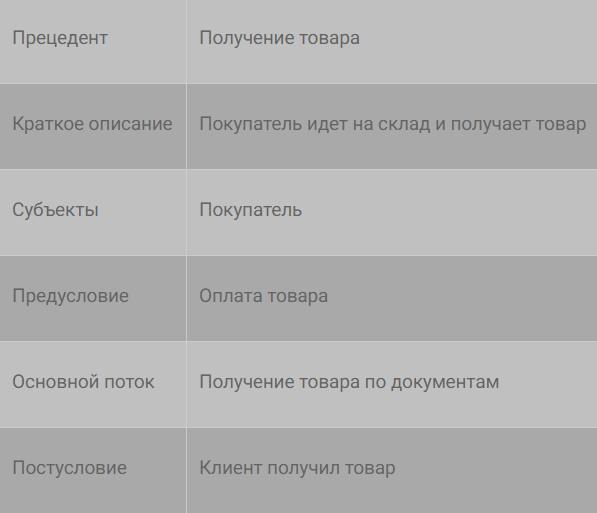 Прецедент Получение товара
Краткое описание Покупатель идет на склад и получает товар
Субъекты Покупатель
Предусловие Оплата товара
Основной поток Получение товара по документам
Постусловие Клиент получил товар